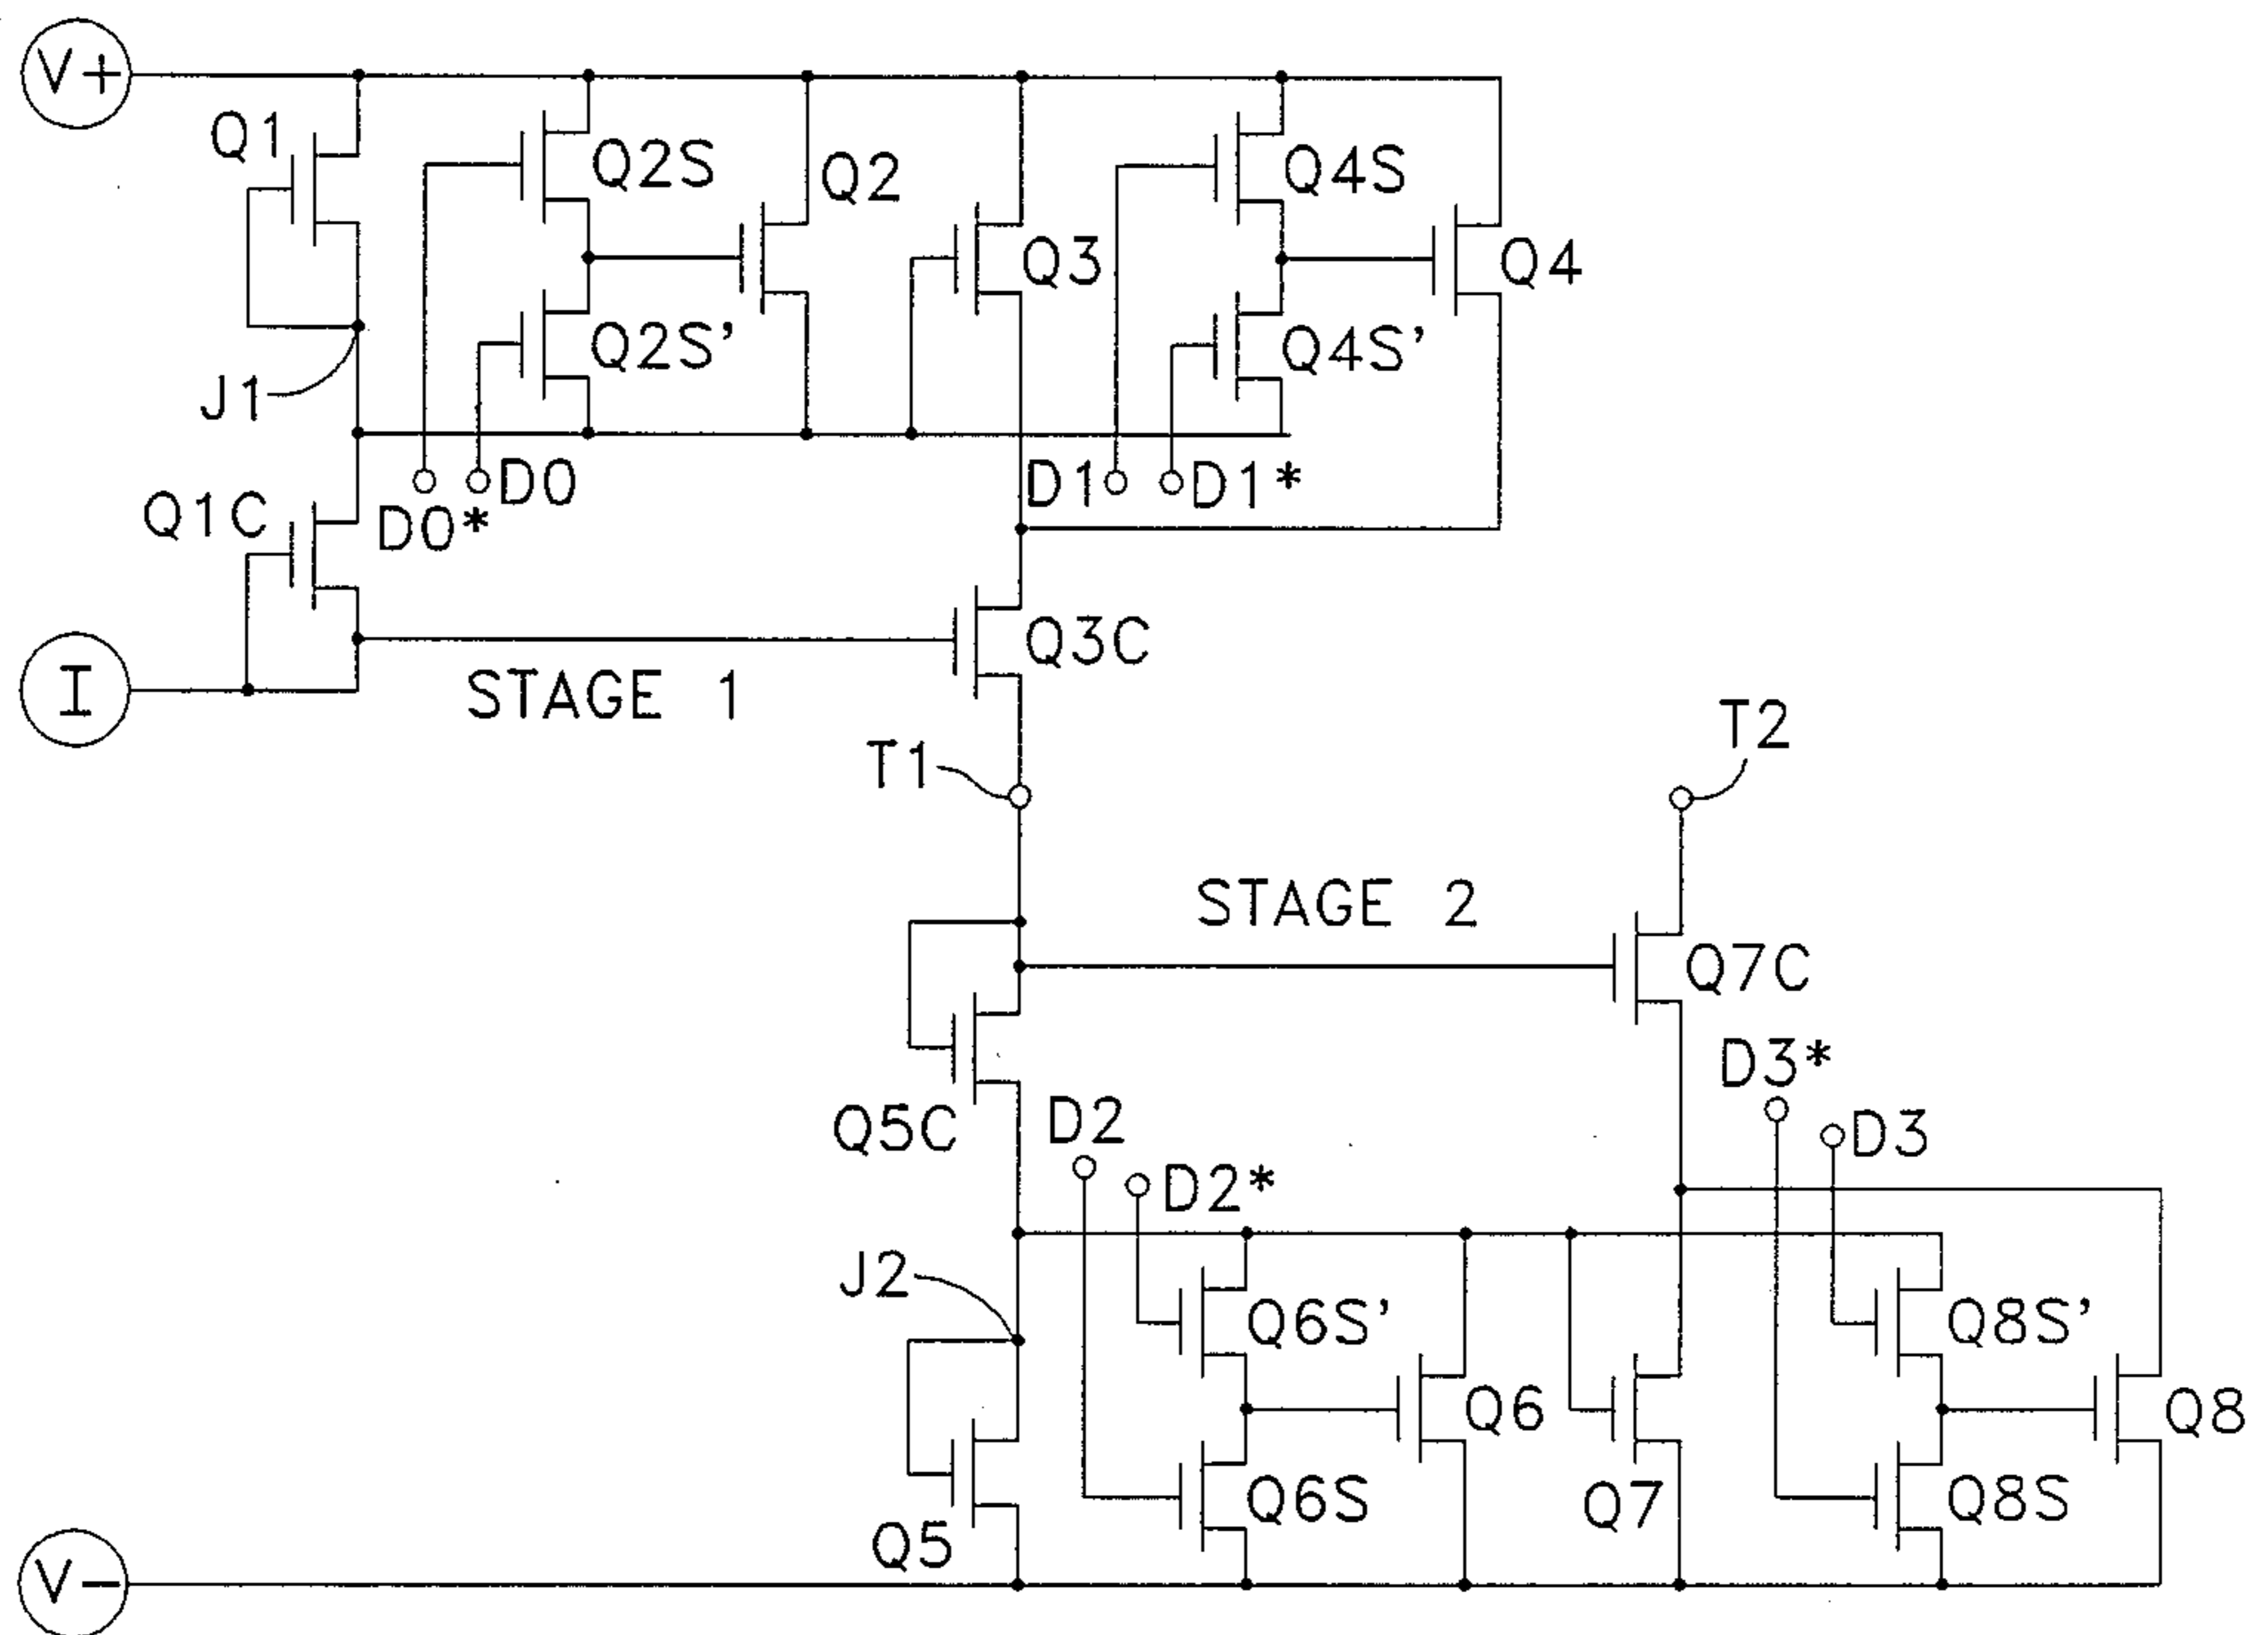 V+
Q1
Q2S
Q2
Q4S
Q3
Q4
Q2S'
Q4S'
J1
D0
D1
D1*
Q1C
D0*
Q3C
I
STAGE 1
T2
T1
STAGE 2
Q7C
D3*
D2
D3
Q5C
D2*
J2
Q6S'
Q8S'
Q6
Q8
Q6S
Q7
Q8S
Q5
V−